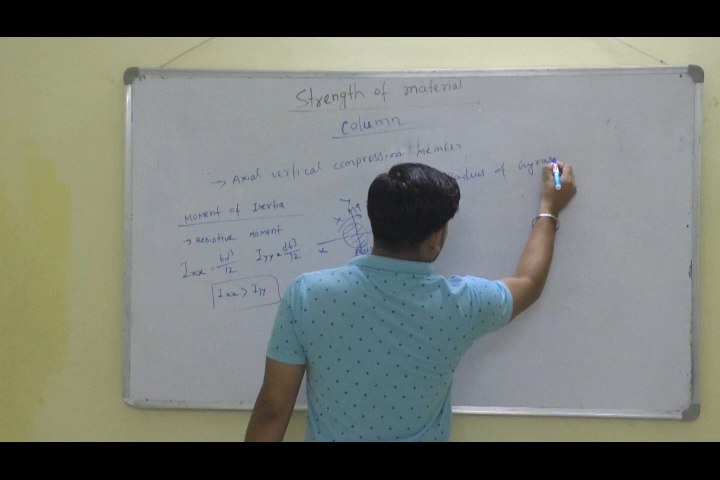 Strength of material
Column
→ Axial vertical compression Member
Moment of Inertia
→ Resistive moment
Ixx = bd³/12 Iyy = db³/12
Ixx > Iyy
Y
X
X
radius of Gyra